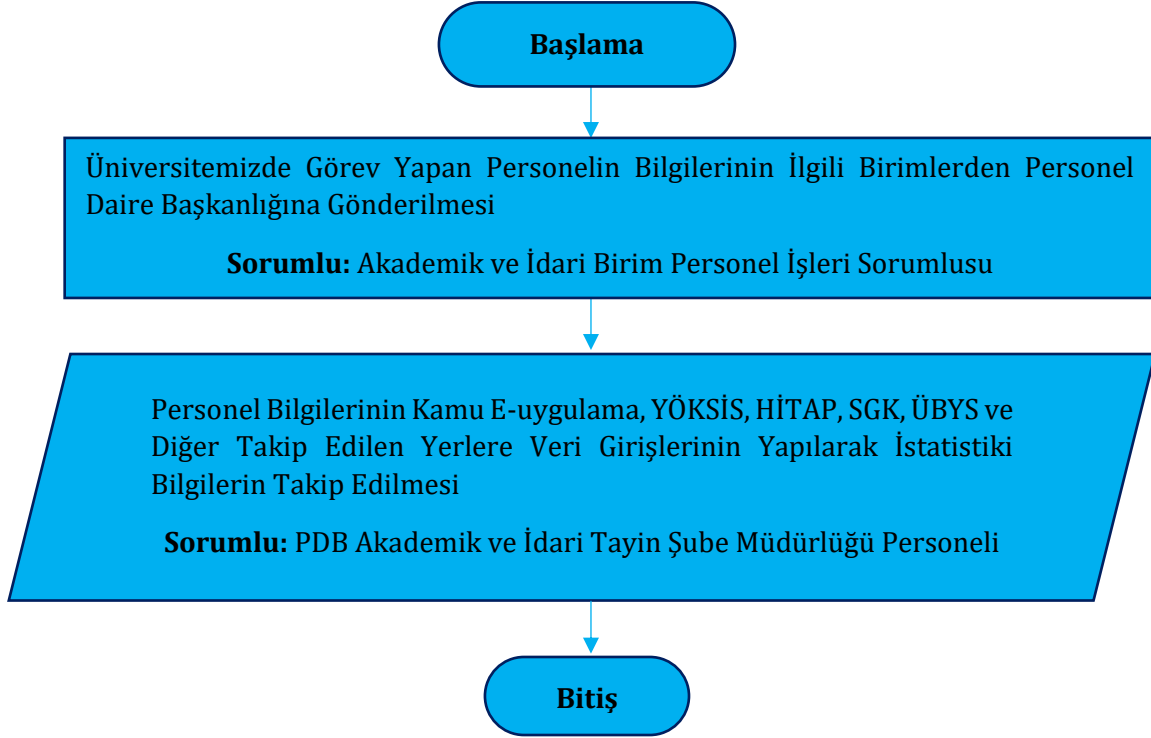 Başlama
Üniversitemizde Görev Yapan Personelin Bilgilerinin İlgili Birimlerden Personel
Daire Başkanlığına Gönderilmesi
Sorumlu: Akademik ve İdari Birim Personel İşleri Sorumlusu
Personel Bilgilerinin Kamu E-uygulama, YÖKSİS, HİTAP, SGK, ÜBYS ve
Diğer Takip Edilen Yerlere Veri Girişlerinin Yapılarak İstatistiki
Bilgilerin Takip Edilmesi
Sorumlu: PDB Akademik ve İdari Tayin Şube Müdürlüğü Personeli
Bitiş